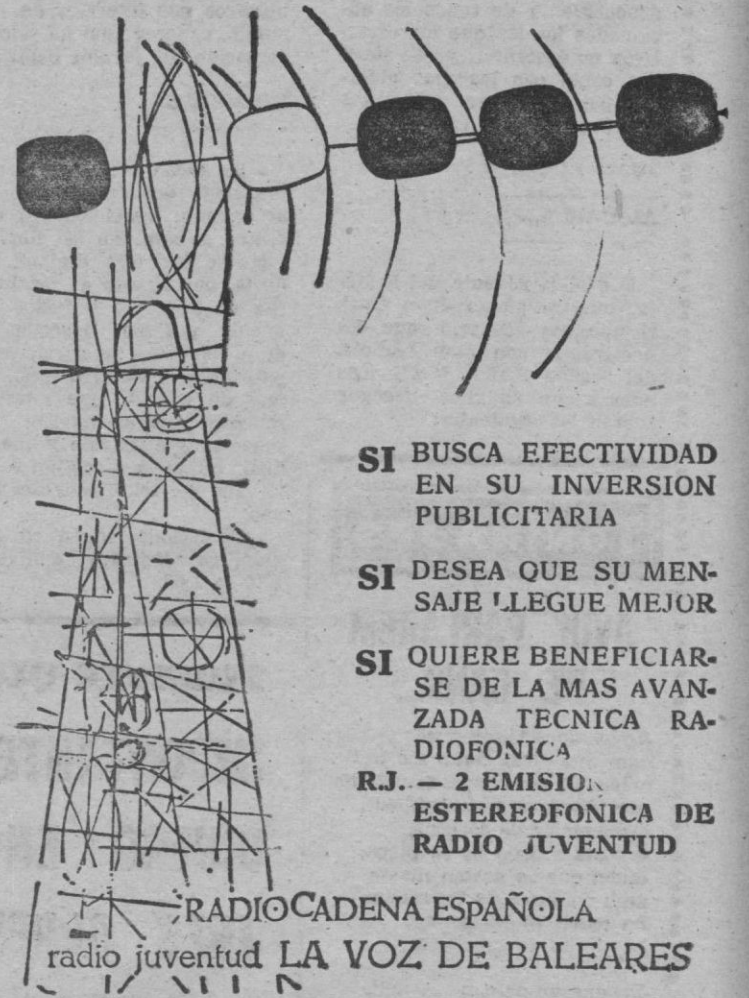 SI BUSCA EFECTIVIDAD
EN SU INVERSION
PUBLICITARIA
SI DESEA QUE SU MEN-
SAJE LLEGUE MEJOR
SI QUIERE BENEFICIAR-
SE DE LA MAS AVAN-
ZADA TECNICA RA-
DIOFONICA
R.J. — 2 EMISION
ESTEREOFONICA DE
RADIO JUVENTUD
RADIOCADENA ESPAÑOLA
radio juventud LA VOZ DE BALEARES